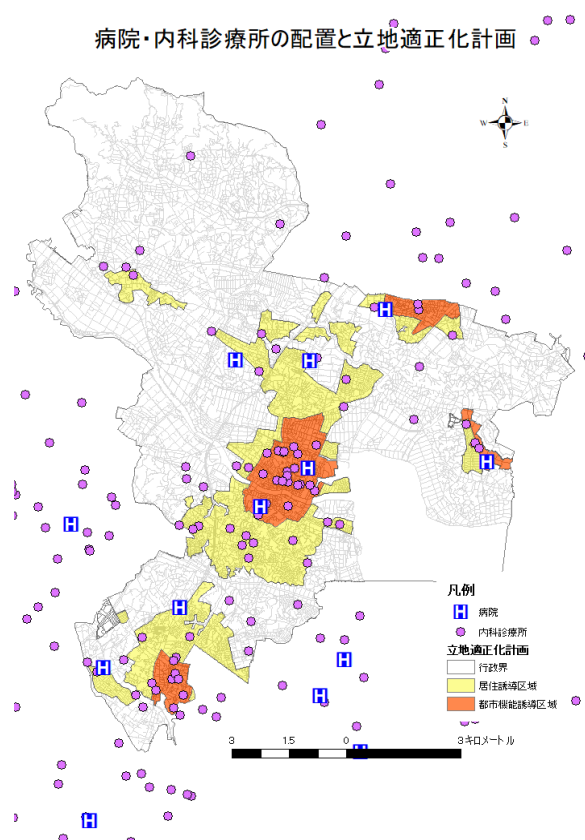 病院・内科診療所の配置と立地適正化計画
N
W E
S
凡例
H 病院
内科診療所
立地適正化計画
行政界
居住誘導区域
都市機能誘導区域
3 1.5 0 3キロメートル